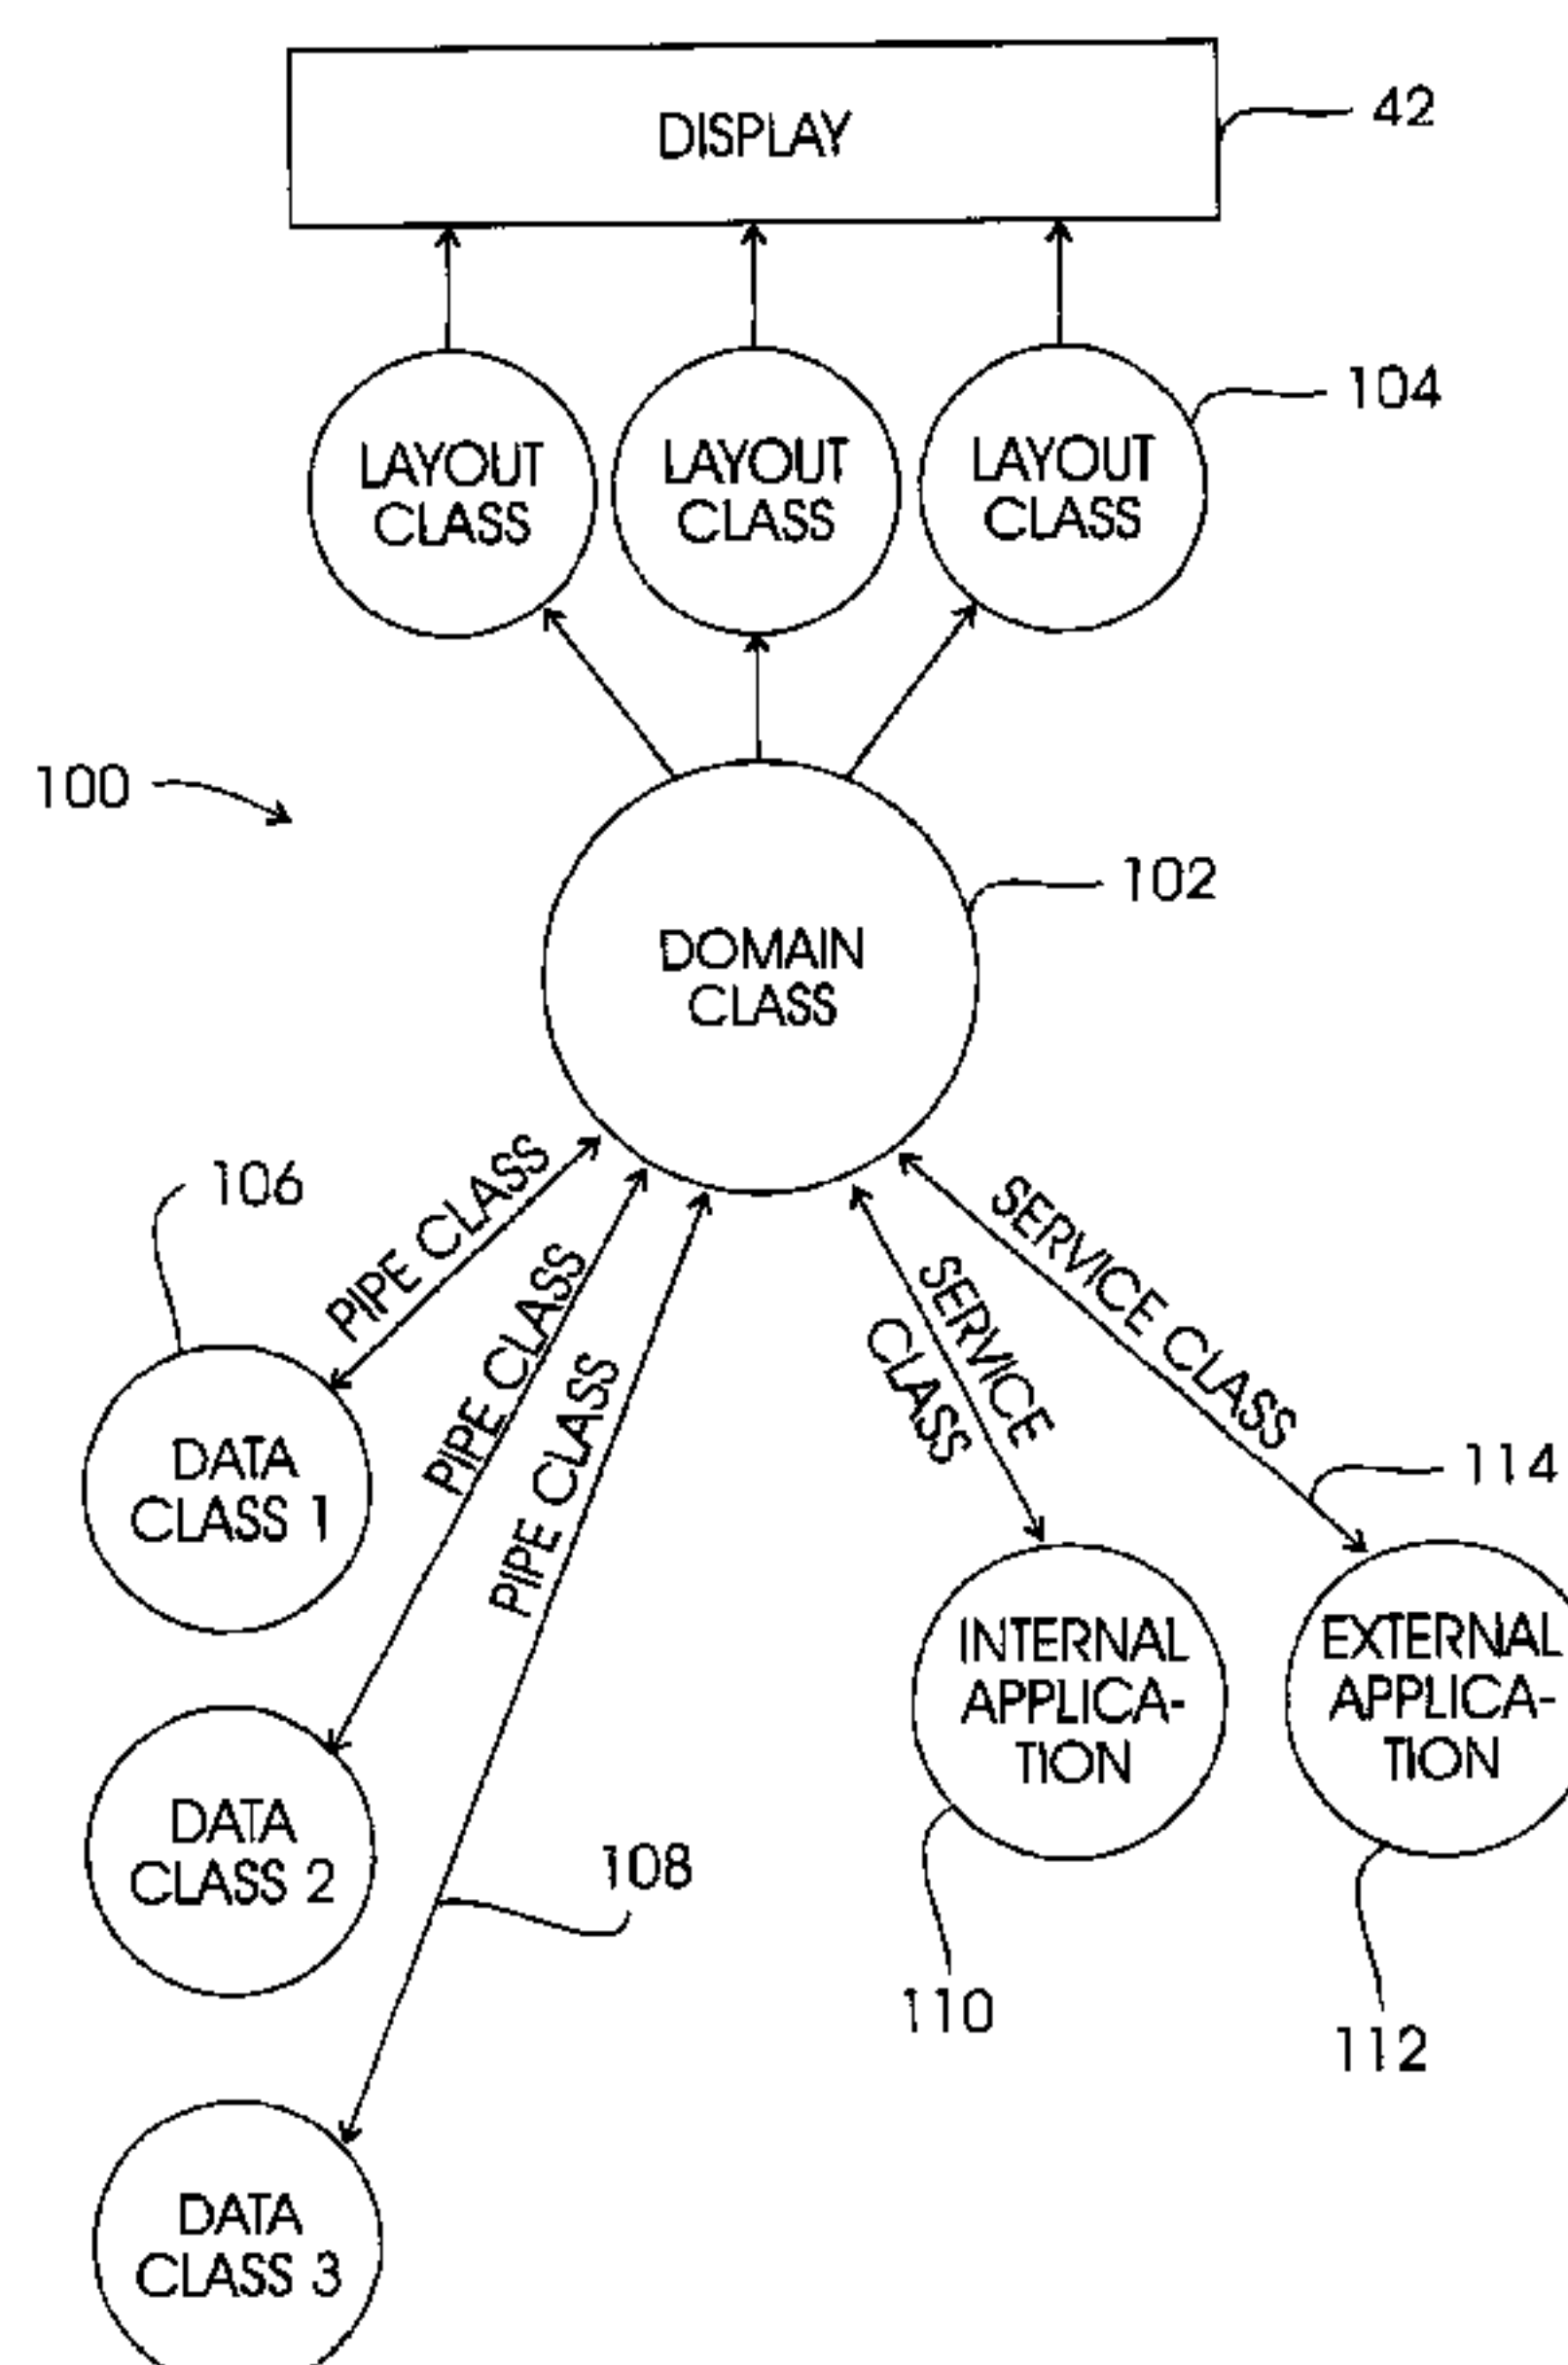 DISPLAY
42
LAYOUT
CLASS
LAYOUT
CLASS
LAYOUT
CLASS
104
100
102
DOMAIN
CLASS
106
PIPE CLASS
PIPE CLASS
PIPE CLASS
SERVICE
CLASS
SERVICE CLASS
114
DATA
CLASS 1
INTERNAL
APPLICA-
TION
EXTERNAL
APPLICA-
TION
DATA
CLASS 2
108
110
112
DATA
CLASS 3